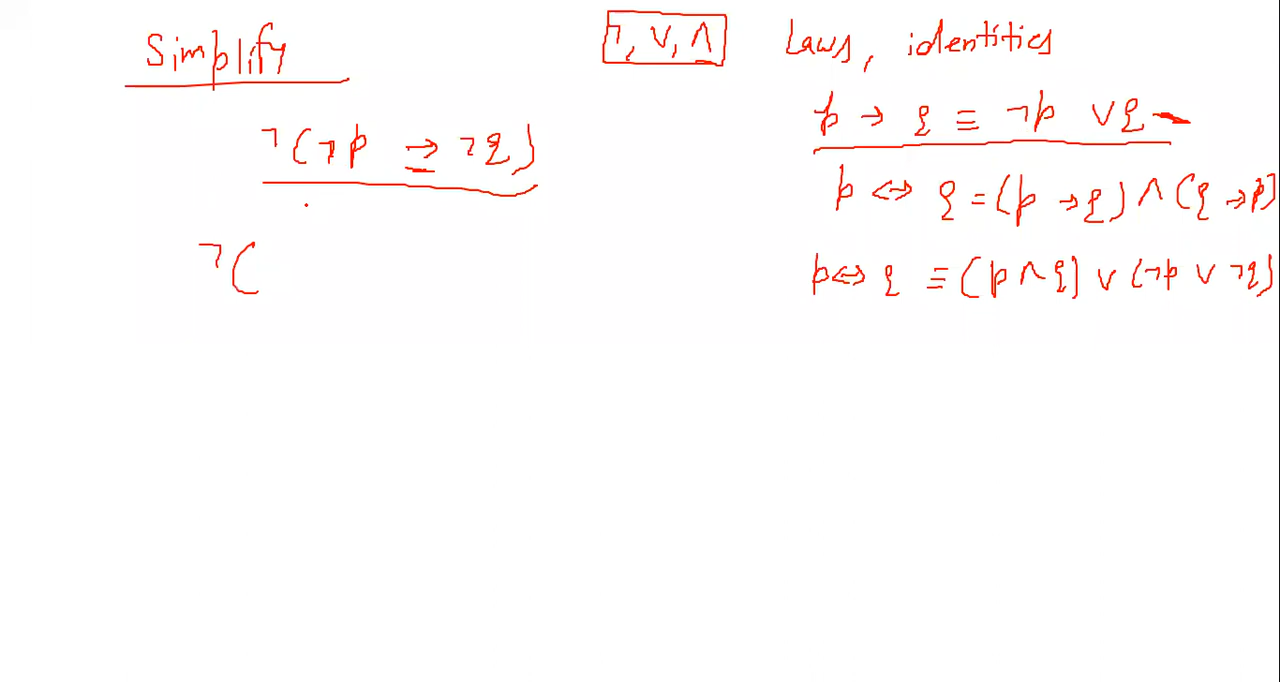 Simplify
¬(¬p → ¬q)
¬(
¬, ∨, ∧
Laws, identities
p → q ≡ ¬p ∨ q
p ↔ q = (p → q) ∧ (q → p)
p ↔ q ≡ (p ∧ q) ∨ (¬p ∨ ¬q)